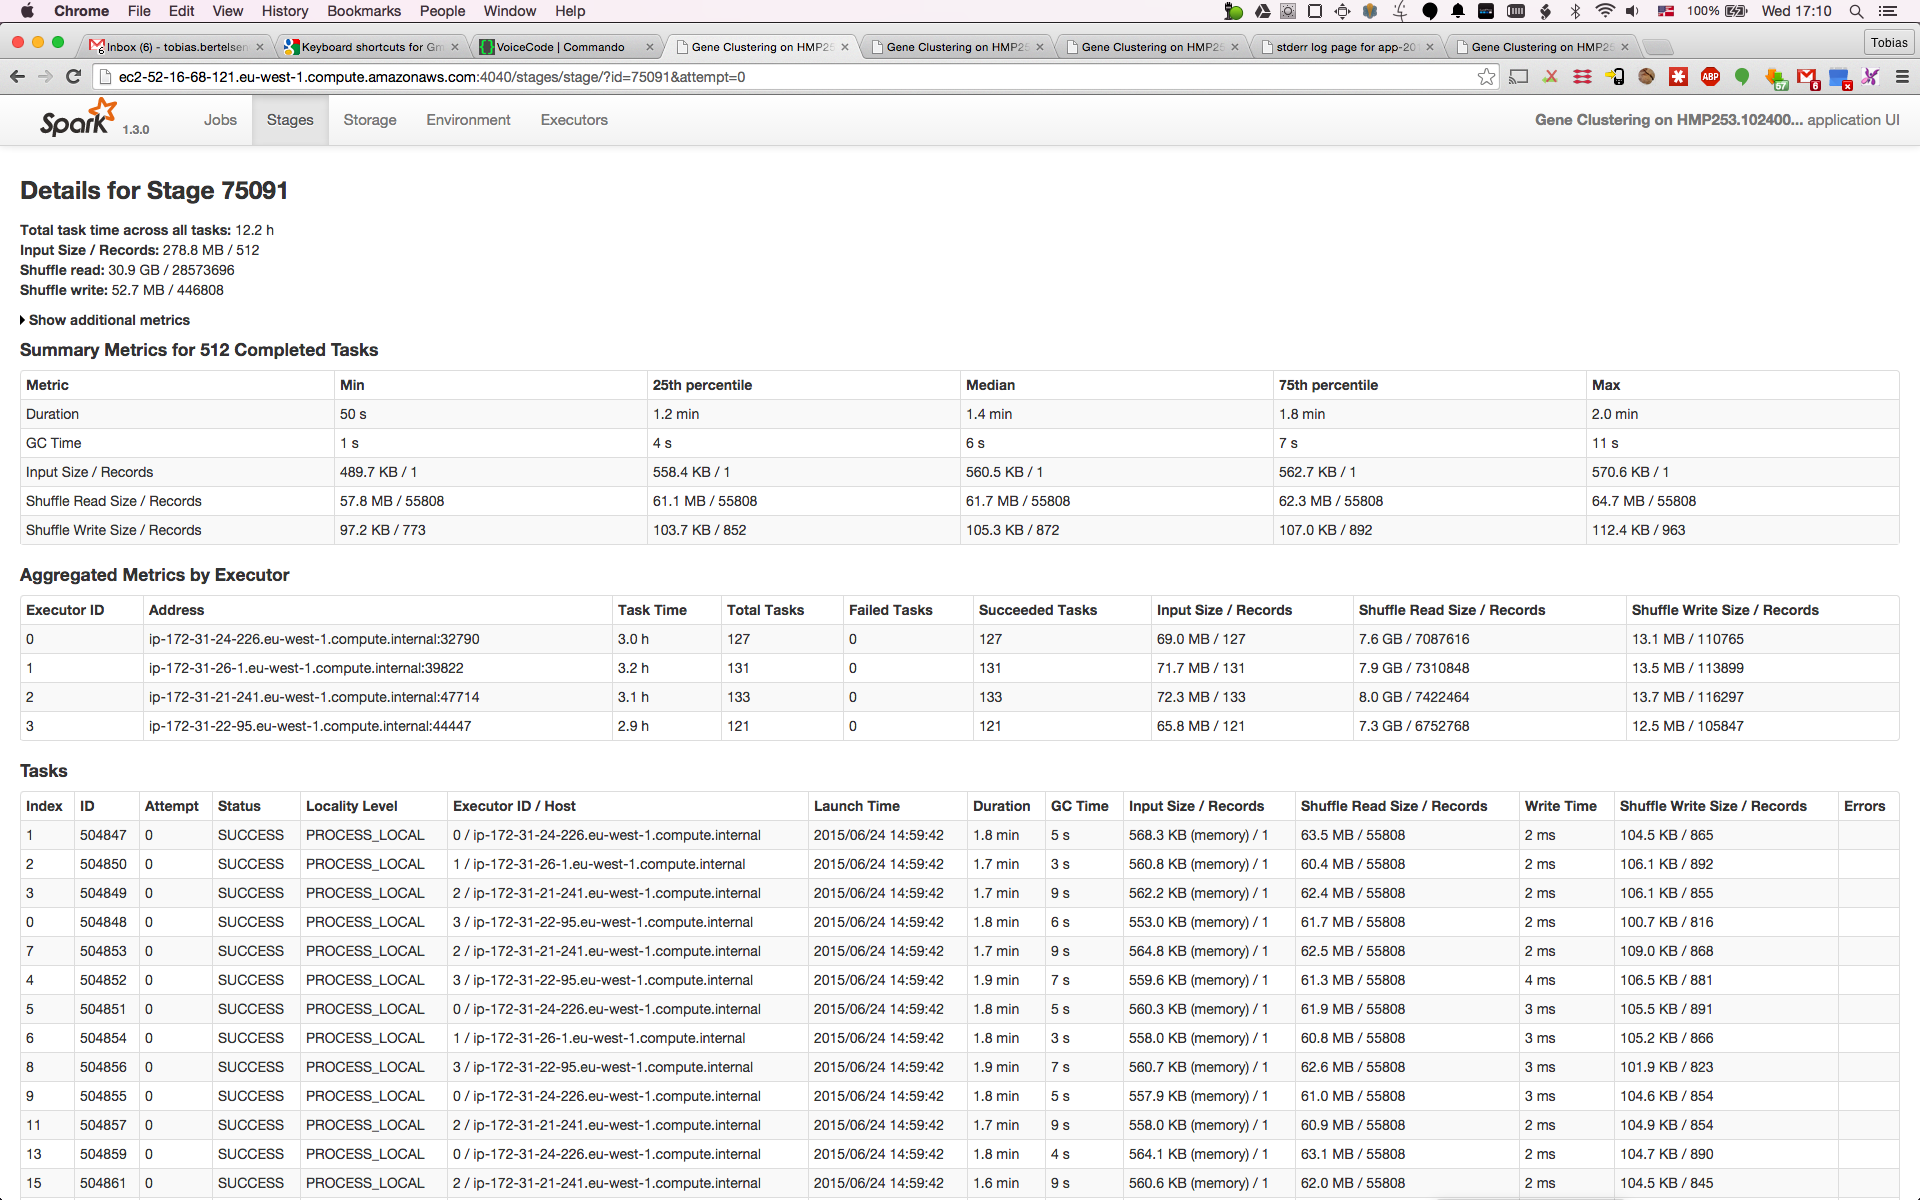 Chrome File Edit View History Bookmarks People Window Help 100% Wed 17:10
Inbox (6) - tobias.bertelsen Keyboard shortcuts for Gm VoiceCode | Commando Gene Clustering on HMP25 Gene Clustering on HMP25 Gene Clustering on HMP25 stderr log page for app-20 Gene Clustering on HMP25 Tobias
ec2-52-16-68-121.eu-west-1.compute.amazonaws.com:4040/stages/stage/?id=75091&attempt=0
Spark 1.3.0 Jobs Stages Storage Environment Executors Gene Clustering on HMP253.102400... application UI
Details for Stage 75091
Total task time across all tasks: 12.2 h
Input Size / Records: 278.8 MB / 512
Shuffle read: 30.9 GB / 28573696
Shuffle write: 52.7 MB / 446808
Show additional metrics
Summary Metrics for 512 Completed Tasks
Metric Min 25th percentile Median 75th percentile Max
Duration 50 s 1.2 min 1.4 min 1.8 min 2.0 min
GC Time 1 s 4 s 6 s 7 s 11 s
Input Size / Records 489.7 KB / 1 558.4 KB / 1 560.5 KB / 1 562.7 KB / 1 570.6 KB / 1
Shuffle Read Size / Records 57.8 MB / 55808 61.1 MB / 55808 61.7 MB / 55808 62.3 MB / 55808 64.7 MB / 55808
Shuffle Write Size / Records 97.2 KB / 773 103.7 KB / 852 105.3 KB / 872 107.0 KB / 892 112.4 KB / 963
Aggregated Metrics by Executor
Executor ID Address Task Time Total Tasks Failed Tasks Succeeded Tasks Input Size / Records Shuffle Read Size / Records Shuffle Write Size / Records
0 ip-172-31-24-226.eu-west-1.compute.internal:32790 3.0 h 127 0 127 69.0 MB / 127 7.6 GB / 7087616 13.1 MB / 110765
1 ip-172-31-26-1.eu-west-1.compute.internal:39822 3.2 h 131 0 131 71.7 MB / 131 7.9 GB / 7310848 13.5 MB / 113899
2 ip-172-31-21-241.eu-west-1.compute.internal:47714 3.1 h 133 0 133 72.3 MB / 133 8.0 GB / 7422464 13.7 MB / 116297
3 ip-172-31-22-95.eu-west-1.compute.internal:44447 2.9 h 121 0 121 65.8 MB / 121 7.3 GB / 6752768 12.5 MB / 105847
Tasks
Index ID Attempt Status Locality Level Executor ID / Host Launch Time Duration GC Time Input Size / Records Shuffle Read Size / Records Write Time Shuffle Write Size / Records Errors
1 504847 0 SUCCESS PROCESS_LOCAL 0 / ip-172-31-24-226.eu-west-1.compute.internal 2015/06/24 14:59:42 1.8 min 5 s 568.3 KB (memory) / 1 63.5 MB / 55808 2 ms 104.5 KB / 865
2 504850 0 SUCCESS PROCESS_LOCAL 1 / ip-172-31-26-1.eu-west-1.compute.internal 2015/06/24 14:59:42 1.7 min 3 s 560.8 KB (memory) / 1 60.4 MB / 55808 2 ms 106.1 KB / 892
3 504849 0 SUCCESS PROCESS_LOCAL 2 / ip-172-31-21-241.eu-west-1.compute.internal 2015/06/24 14:59:42 1.7 min 9 s 562.2 KB (memory) / 1 62.4 MB / 55808 2 ms 106.1 KB / 855
0 504848 0 SUCCESS PROCESS_LOCAL 3 / ip-172-31-22-95.eu-west-1.compute.internal 2015/06/24 14:59:42 1.8 min 6 s 553.0 KB (memory) / 1 61.7 MB / 55808 2 ms 100.7 KB / 816
7 504853 0 SUCCESS PROCESS_LOCAL 2 / ip-172-31-21-241.eu-west-1.compute.internal 2015/06/24 14:59:42 1.7 min 9 s 564.8 KB (memory) / 1 62.5 MB / 55808 2 ms 109.0 KB / 868
4 504852 0 SUCCESS PROCESS_LOCAL 3 / ip-172-31-22-95.eu-west-1.compute.internal 2015/06/24 14:59:42 1.9 min 7 s 559.6 KB (memory) / 1 61.3 MB / 55808 4 ms 106.5 KB / 881
5 504851 0 SUCCESS PROCESS_LOCAL 0 / ip-172-31-24-226.eu-west-1.compute.internal 2015/06/24 14:59:42 1.8 min 5 s 560.3 KB (memory) / 1 61.9 MB / 55808 3 ms 105.5 KB / 891
6 504854 0 SUCCESS PROCESS_LOCAL 1 / ip-172-31-26-1.eu-west-1.compute.internal 2015/06/24 14:59:42 1.8 min 3 s 558.0 KB (memory) / 1 60.8 MB / 55808 3 ms 105.2 KB / 866
8 504856 0 SUCCESS PROCESS_LOCAL 3 / ip-172-31-22-95.eu-west-1.compute.internal 2015/06/24 14:59:42 1.9 min 7 s 560.7 KB (memory) / 1 62.6 MB / 55808 3 ms 101.9 KB / 823
9 504855 0 SUCCESS PROCESS_LOCAL 0 / ip-172-31-24-226.eu-west-1.compute.internal 2015/06/24 14:59:42 1.8 min 5 s 557.9 KB (memory) / 1 61.0 MB / 55808 3 ms 104.6 KB / 854
11 504857 0 SUCCESS PROCESS_LOCAL 2 / ip-172-31-21-241.eu-west-1.compute.internal 2015/06/24 14:59:42 1.7 min 9 s 558.0 KB (memory) / 1 60.9 MB / 55808 2 ms 104.9 KB / 854
13 504859 0 SUCCESS PROCESS_LOCAL 0 / ip-172-31-24-226.eu-west-1.compute.internal 2015/06/24 14:59:42 1.8 min 4 s 564.1 KB (memory) / 1 63.1 MB / 55808 2 ms 104.7 KB / 890
15 504861 0 SUCCESS PROCESS_LOCAL 2 / ip-172-31-21-241.eu-west-1.compute.internal 2015/06/24 14:59:42 1.6 min 9 s 560.6 KB (memory) / 1 62.0 MB / 55808 2 ms 104.5 KB / 845